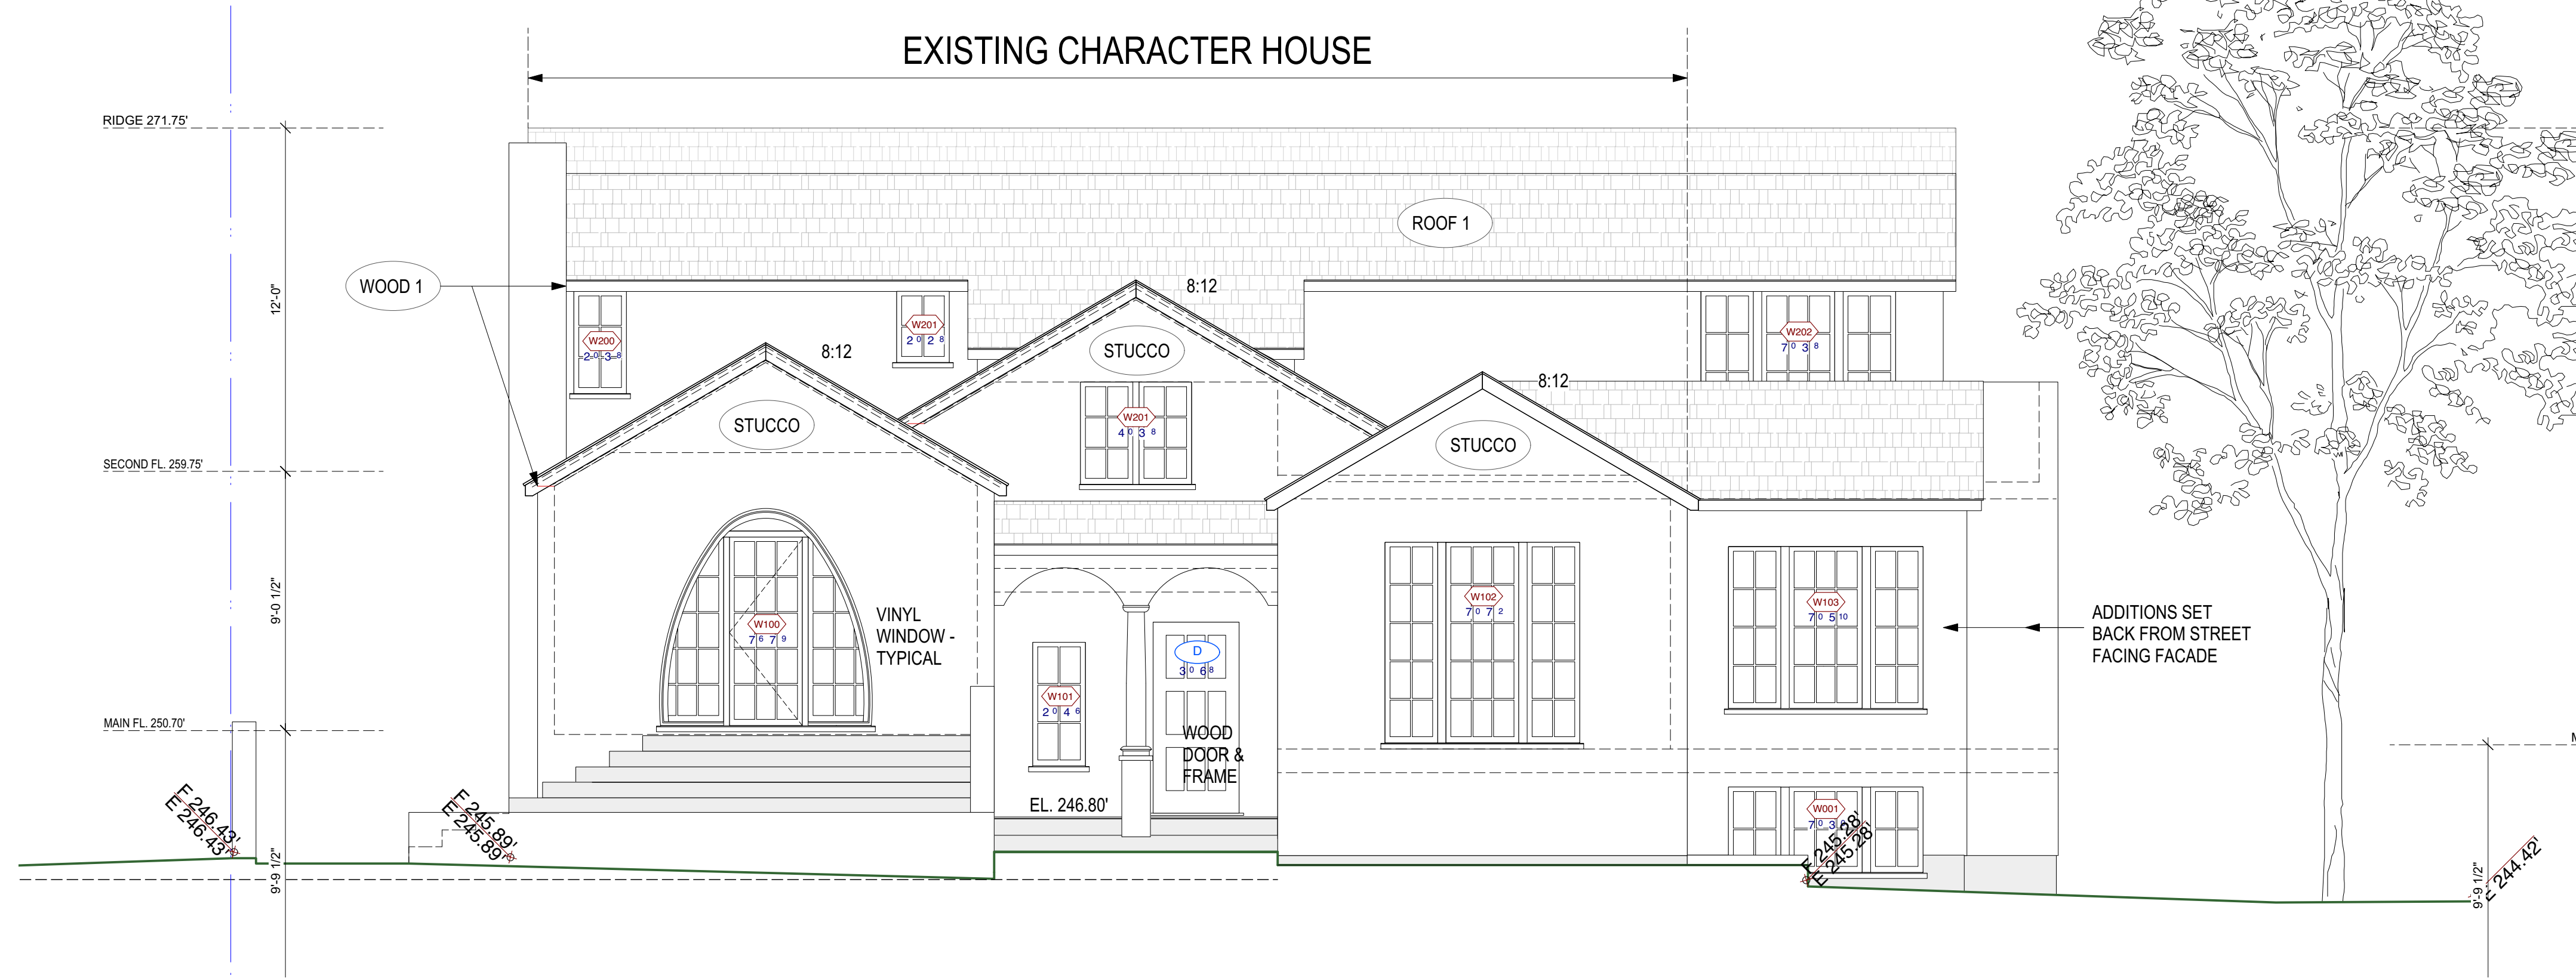 EXISTING CHARACTER HOUSE
RIDGE 271.75'
ROOF 1
WOOD 1
8:12
12'-0"
W201
2 0 2 8
W202
7 0 3 8
W200
2 0 3 8
8:12
STUCCO
8:12
W201
4 0 3 8
STUCCO
STUCCO
SECOND FL. 259.75'
9'-0 1/2"
W102
7 0 7 2
W103
7 0 5 10
ADDITIONS SET
BACK FROM STREET
FACING FACADE
VINYL
WINDOW -
TYPICAL
W100
7 6 7 9
D
3 0 6 8
W101
2 0 4 6
MAIN FL. 250.70'
WOOD
DOOR &
FRAME
EL. 246.80'
W001
7 0 3
F 246.43'
E 246.43'
F 245.89'
E 245.89'
F 245.28'
E 245.28'
E 244.42'
9'-9 1/2"
9'-9 1/2"